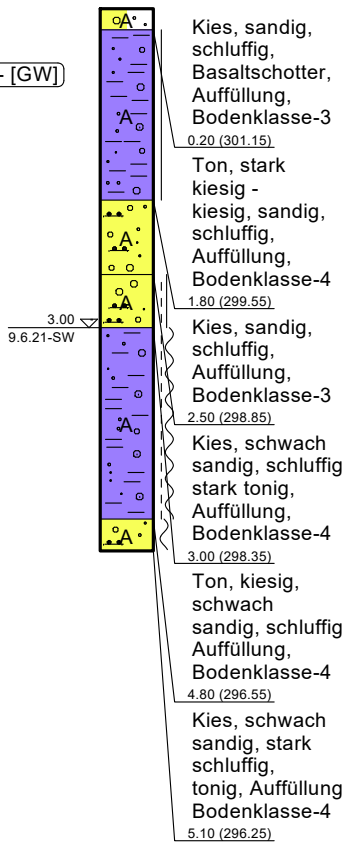 A
Kies, sandig,
schluffig,
Basaltschotter,
Auffüllung,
Bodenklasse-3
0.20 (301.15)
- [GW]
A
Ton, stark
kiesig -
kiesig, sandig,
schluffig,
Auffüllung,
Bodenklasse-4
1.80 (299.55)
A
Kies, sandig,
schluffig,
Auffüllung,
Bodenklasse-3
2.50 (298.85)
A
3.00
9.6.21-SW
Kies, schwach
sandig, schluffig
stark tonig,
Auffüllung,
Bodenklasse-4
3.00 (298.35)
A
Ton, kiesig,
schwach
sandig, schluffig
Auffüllung,
Bodenklasse-4
4.80 (296.55)
A
Kies, schwach
sandig, stark
schluffig,
tonig, Auffüllung
Bodenklasse-4
5.10 (296.25)